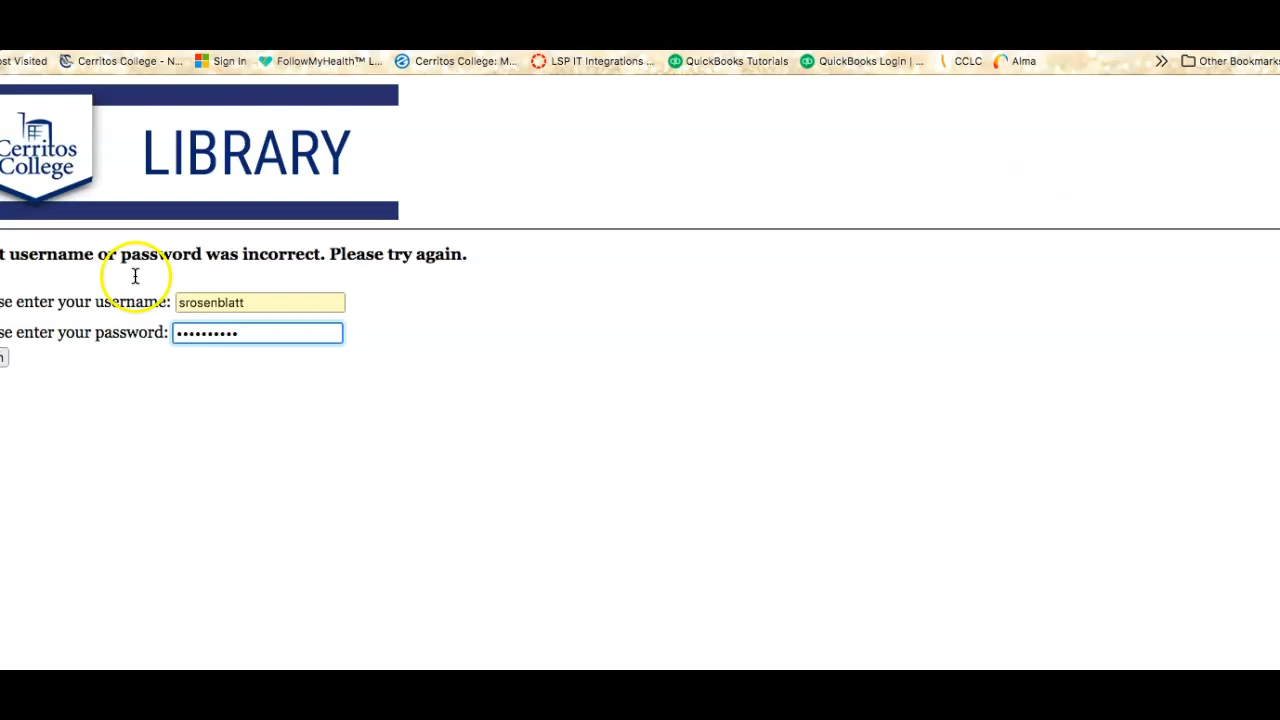 ost Visited Cerritos College - N... Sign In FollowMyHealth™ L... Cerritos College: M... LSP IT Integrations ... QuickBooks Tutorials QuickBooks Login | ... CCLC Alma Other Bookmarks
Cerritos
College
LIBRARY
t username or password was incorrect. Please try again.
se enter your username: srosenblatt
se enter your password: ••••••••••
n